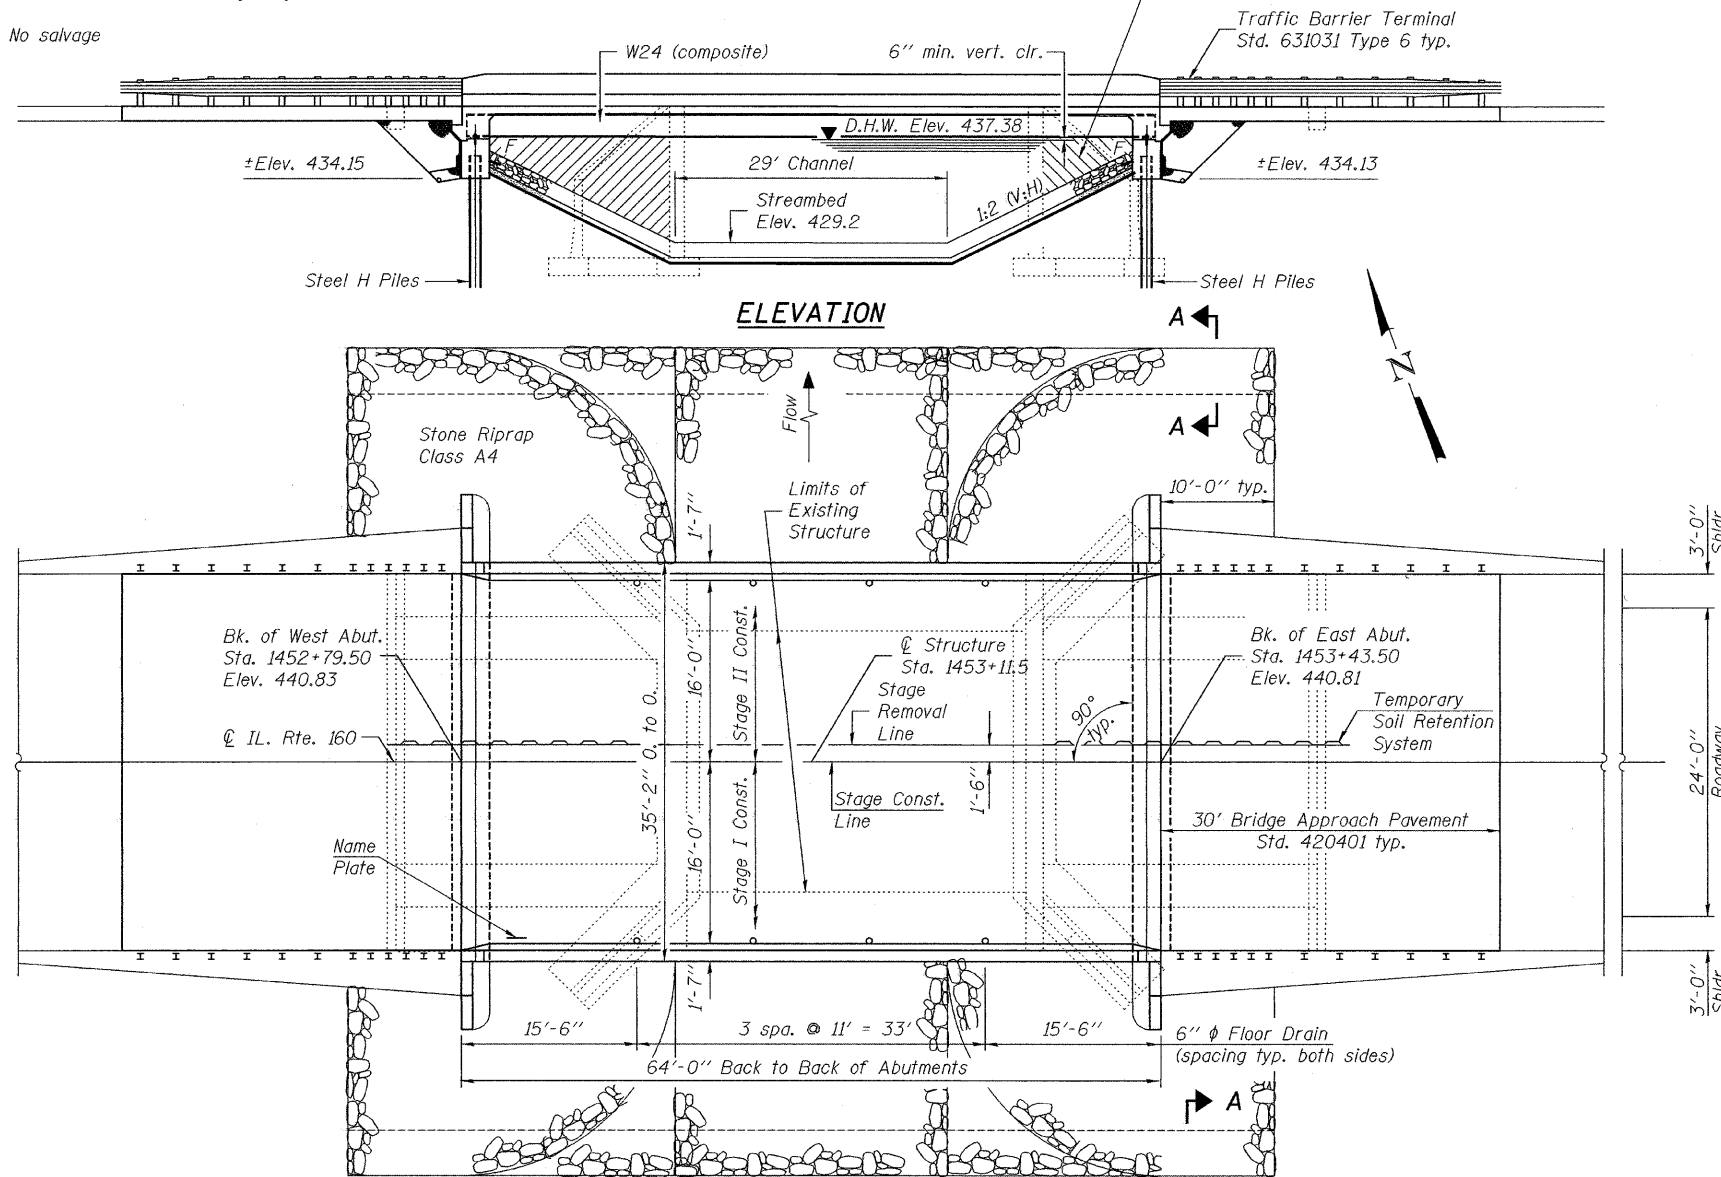 No salvage
W24 (composite)
6'' min. vert. clr.
Traffic Barrier Terminal
Std. 631031 Type 6 typ.
D.H.W. Elev. 437.38
F
F
±Elev. 434.15
29' Channel
±Elev. 434.13
1:2 (V:H)
Streambed
Elev. 429.2
Steel H Piles
Steel H Piles
ELEVATION
A
N
Flow
A
Stone Riprap
Class A4
Limits of
Existing
Structure
1'-7''
10'-0'' typ.
3'-0''
Shldr.
Bk. of West Abut.
Sta. 1452+79.50
Elev. 440.83
16'-0''
Stage II Const.
℄ Structure
Sta. 1453+11.5
Stage
Removal
Line
90°
typ.
Bk. of East Abut.
Sta. 1453+43.50
Elev. 440.81
Temporary
Soil Retention
System
℄ IL. Rte. 160
35'-2'' O. to O.
24'-0''
Roadway
Stage Const.
Line
1'-6''
16'-0''
Stage I Const.
30' Bridge Approach Pavement
Std. 420401 typ.
Name
Plate
1'-7''
3'-0''
Shldr.
15'-6''
3 spa. @ 11' = 33'
15'-6''
6'' ϕ Floor Drain
(spacing typ. both sides)
64'-0'' Back to Back of Abutments
A